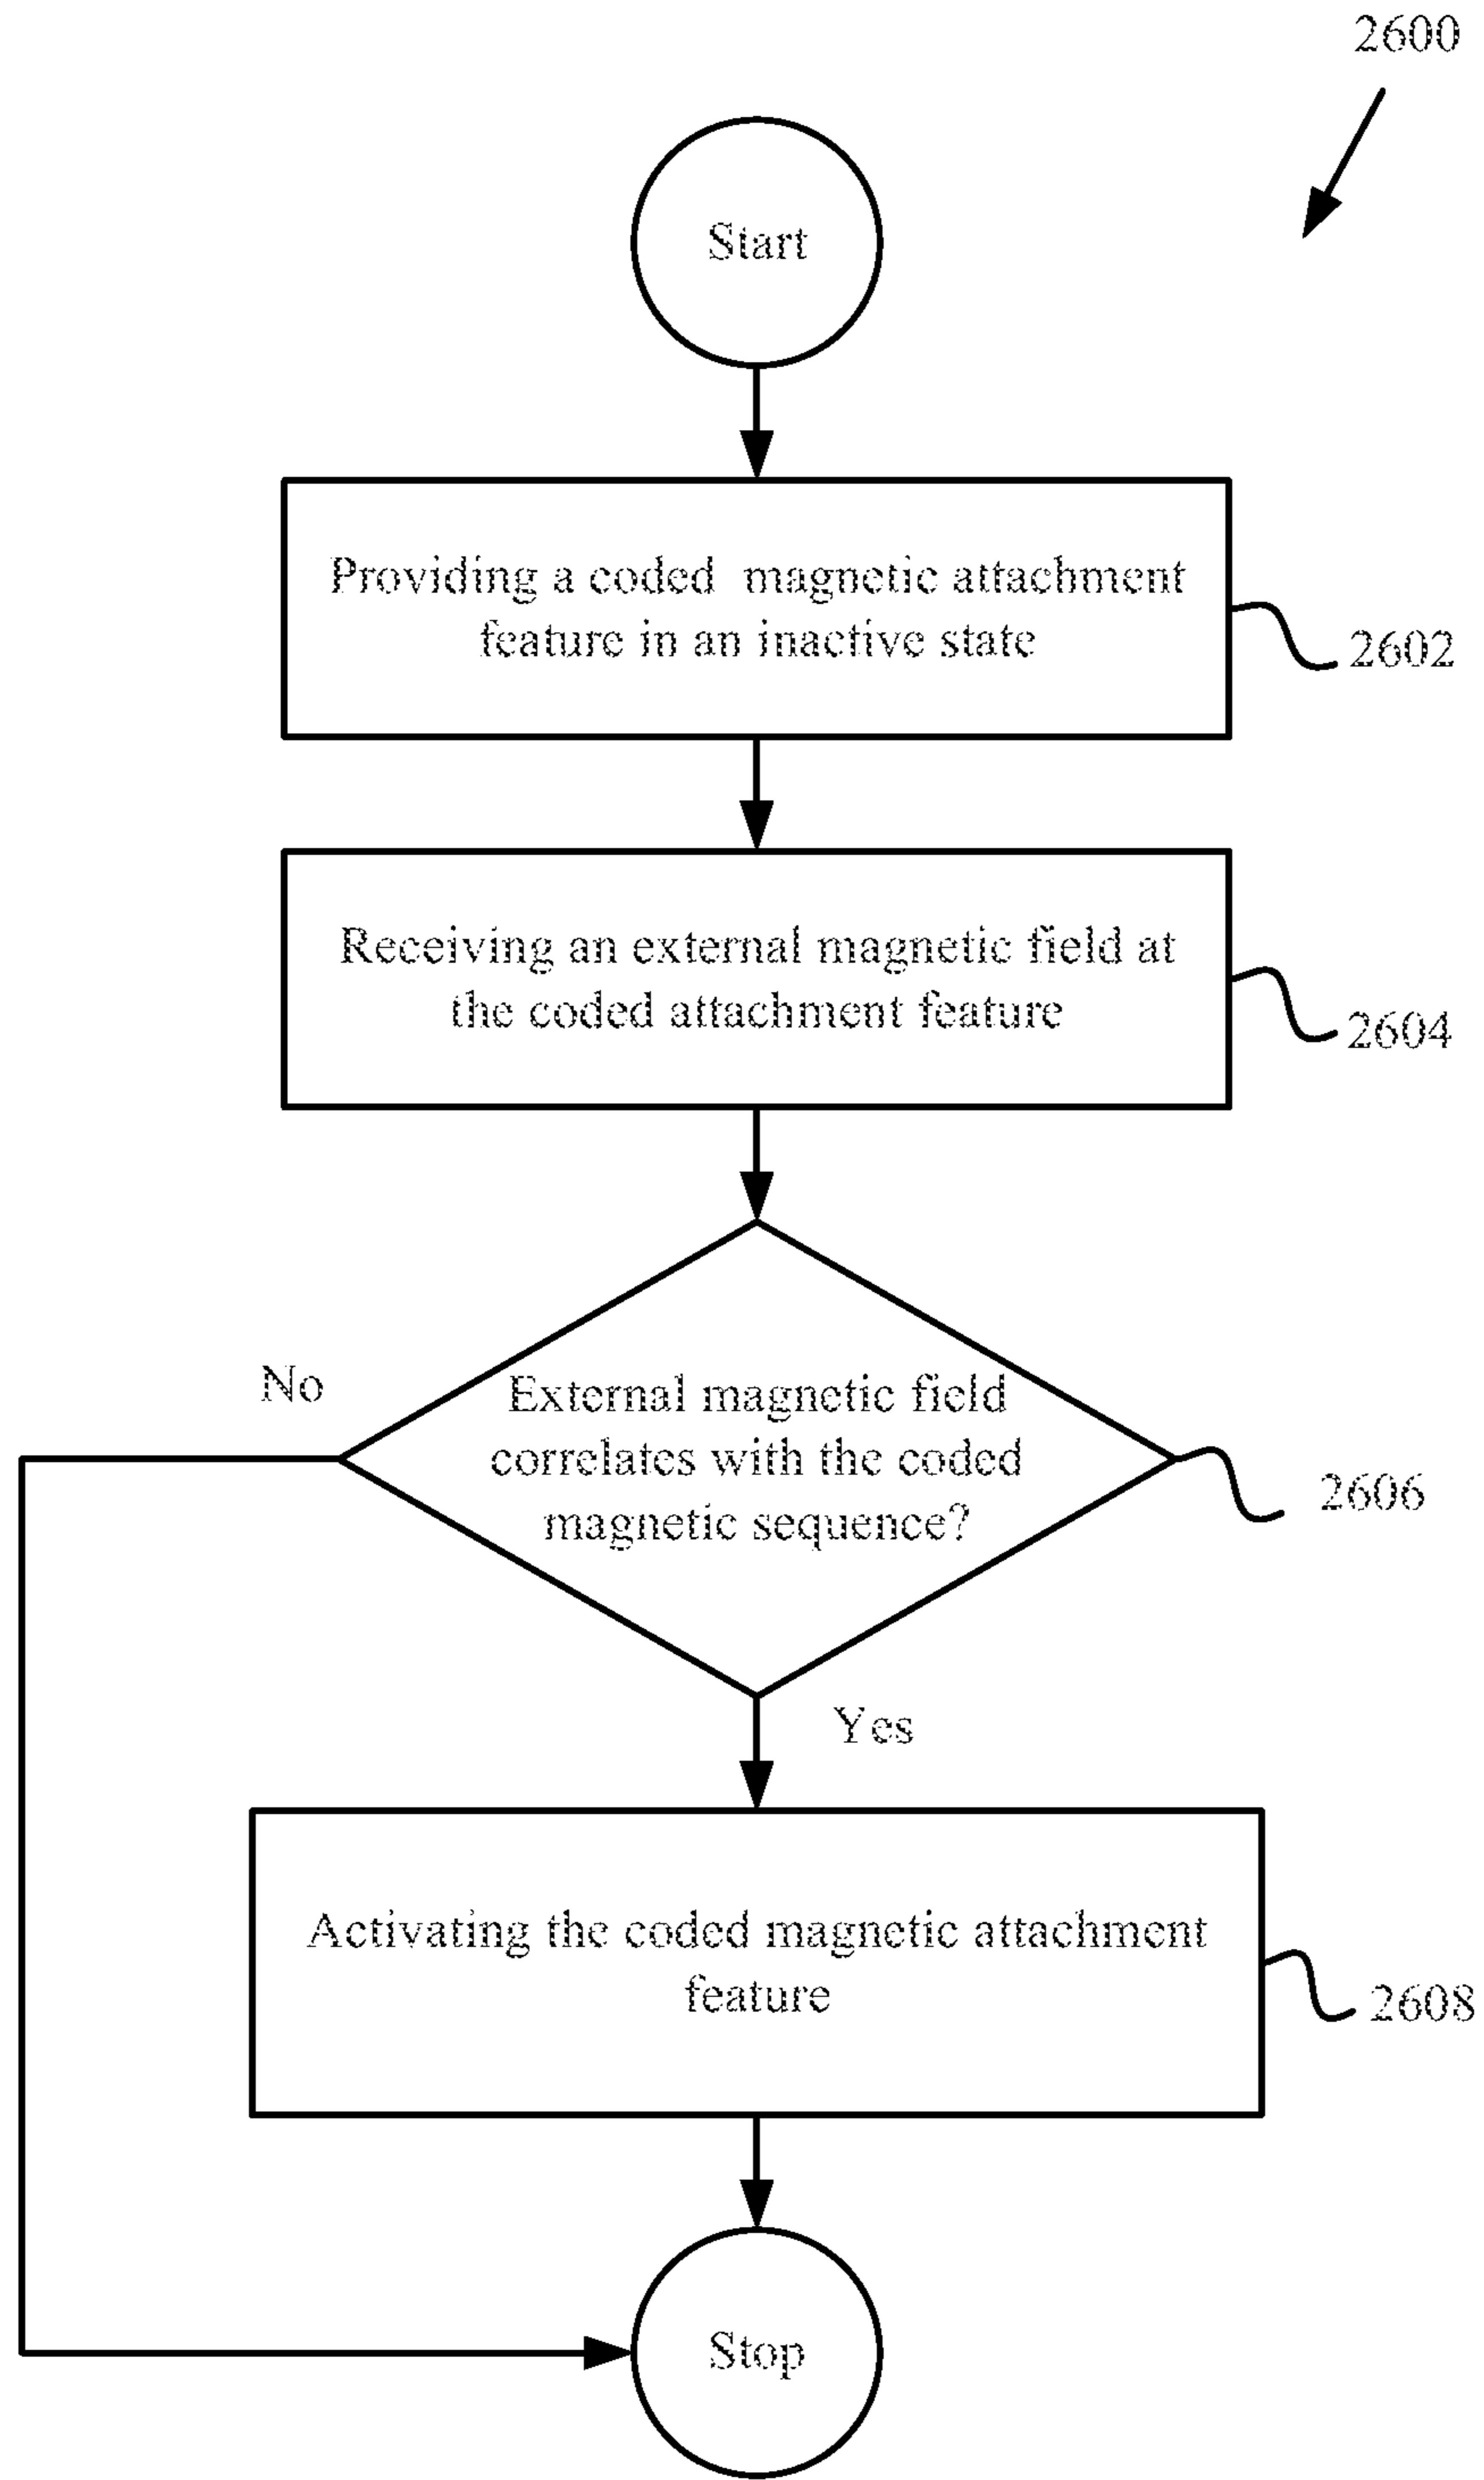 2600
Start
Providing a coded magnetic attachment
feature in an inactive state
2602
Receiving an external magnetic field at
the coded attachment feature
2604
No
External magnetic field
correlates with the coded
magnetic sequence?
2606
Yes
Activating the coded magnetic attachment
feature
2608
Stop